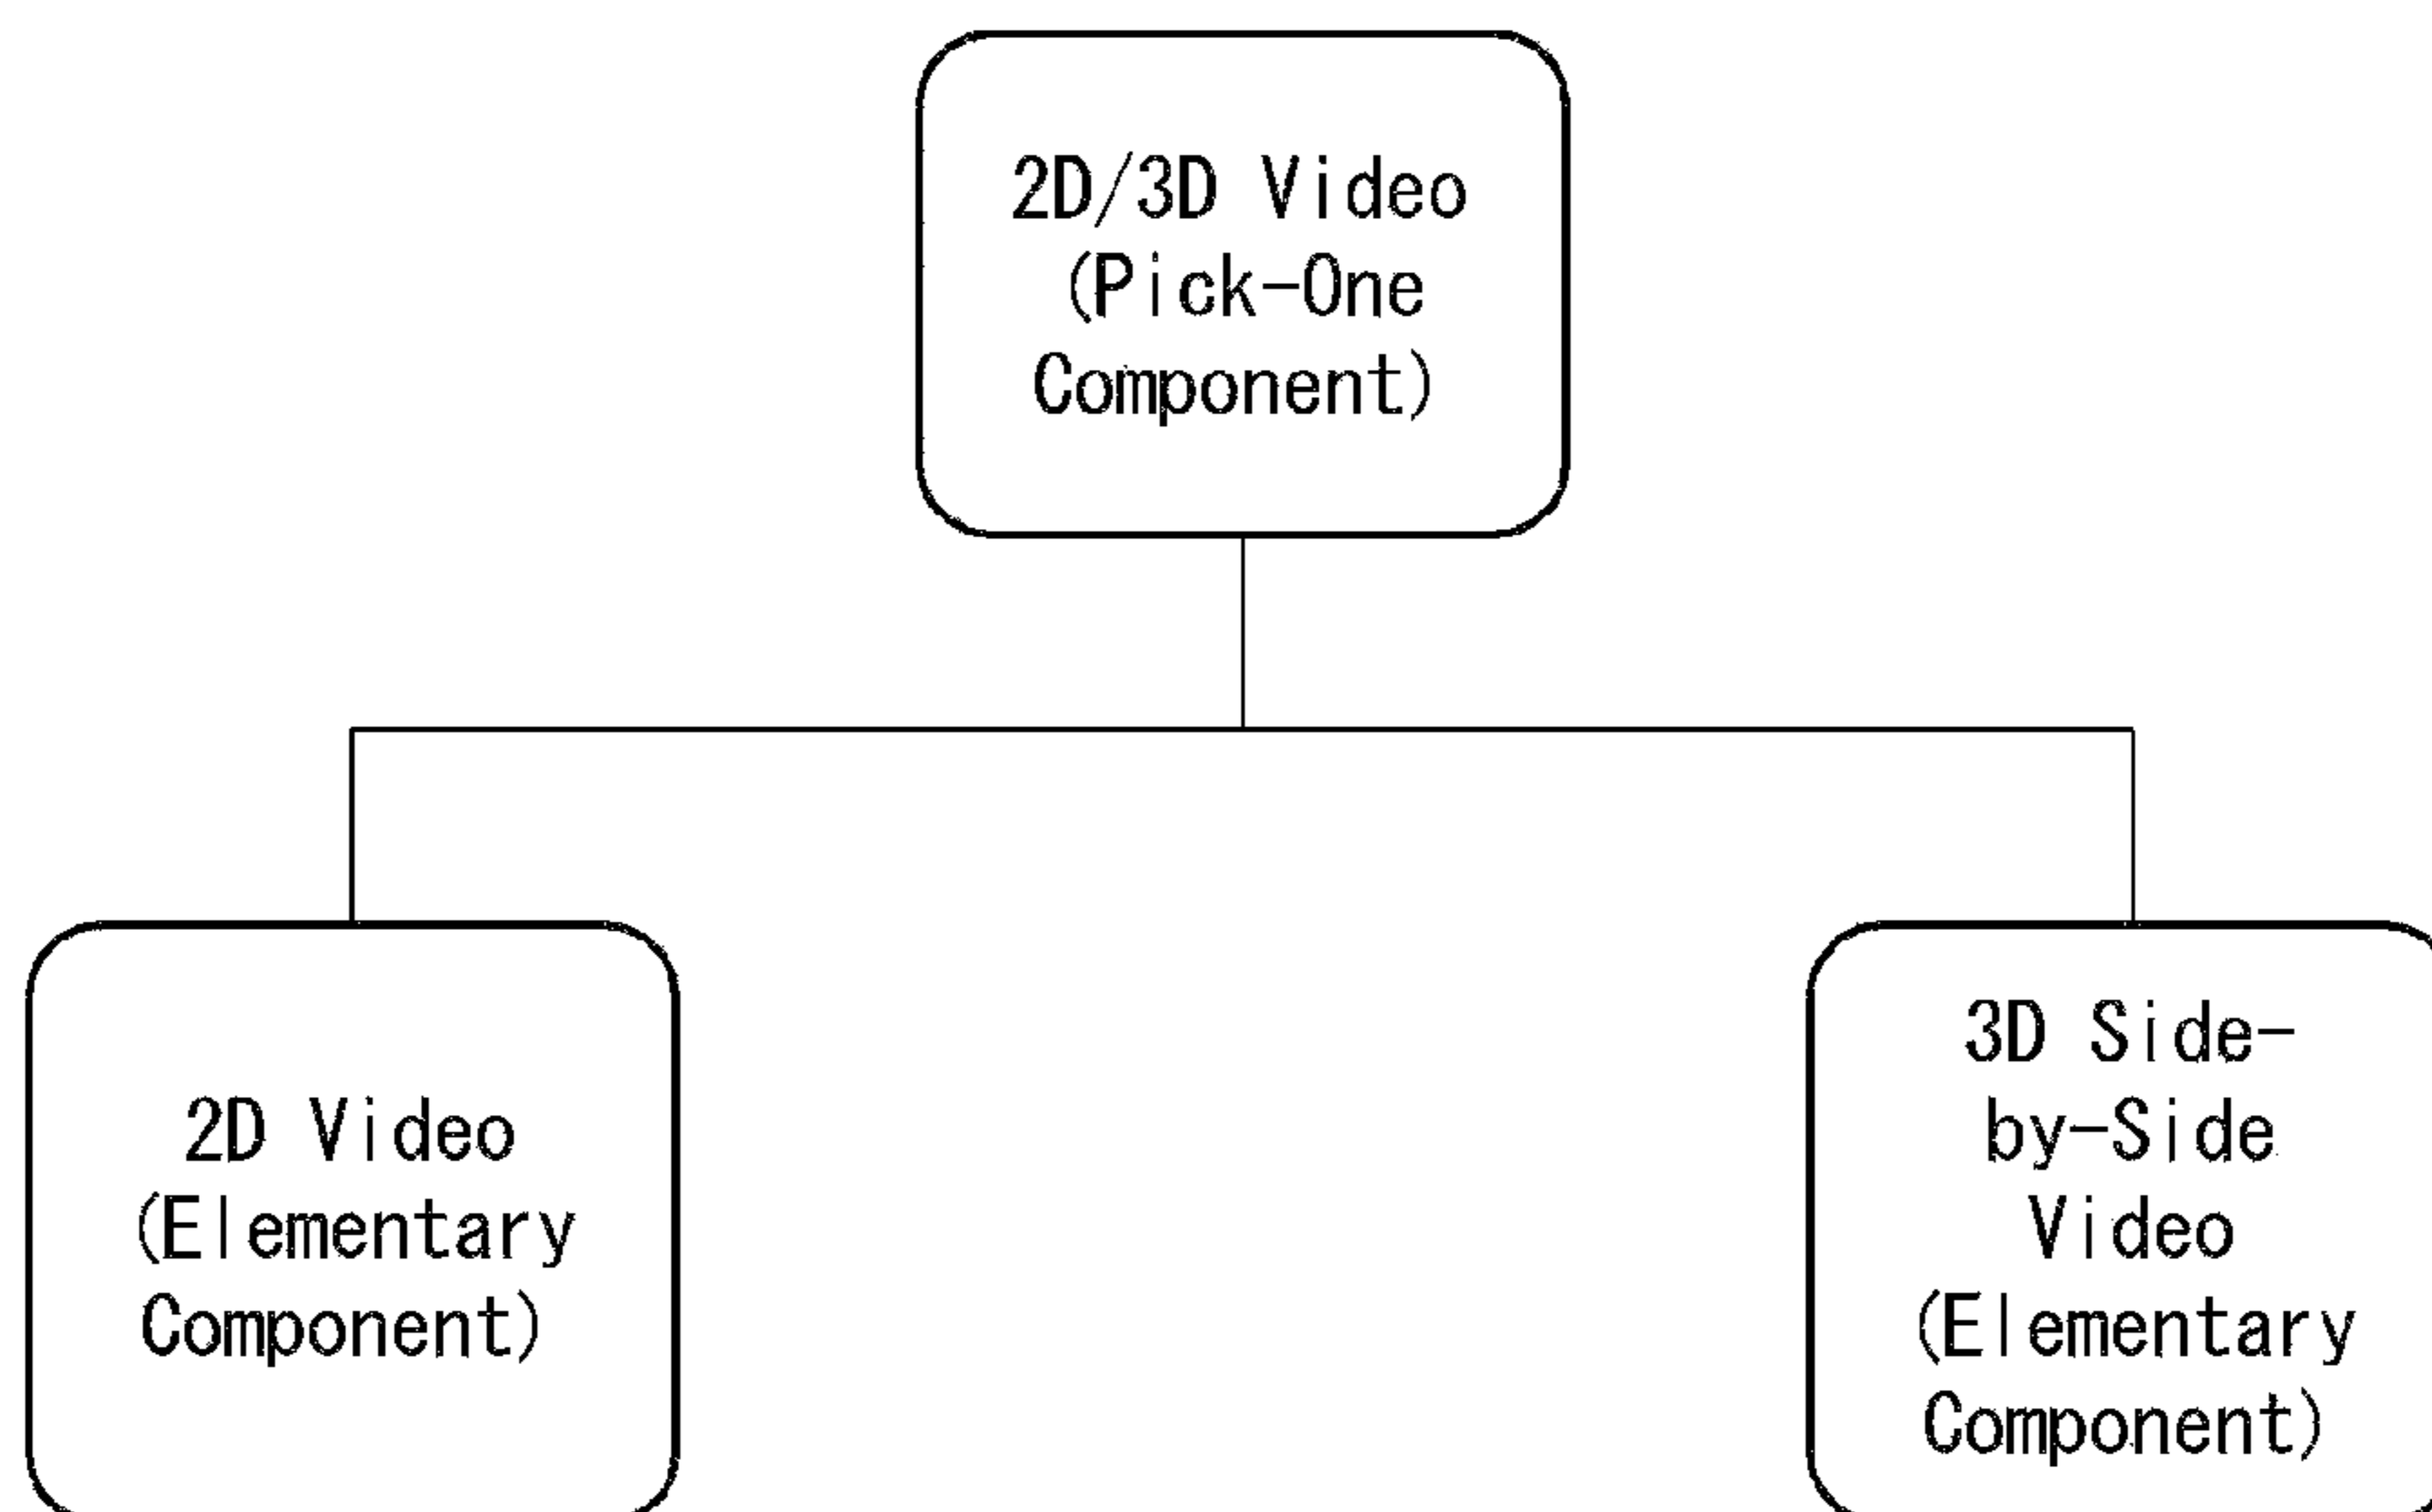 2D/3D Video
(Pick-One
Component)
2D Video
(Elementary
Component)
3D Side-
by-Side
Video
(Elementary
Component)